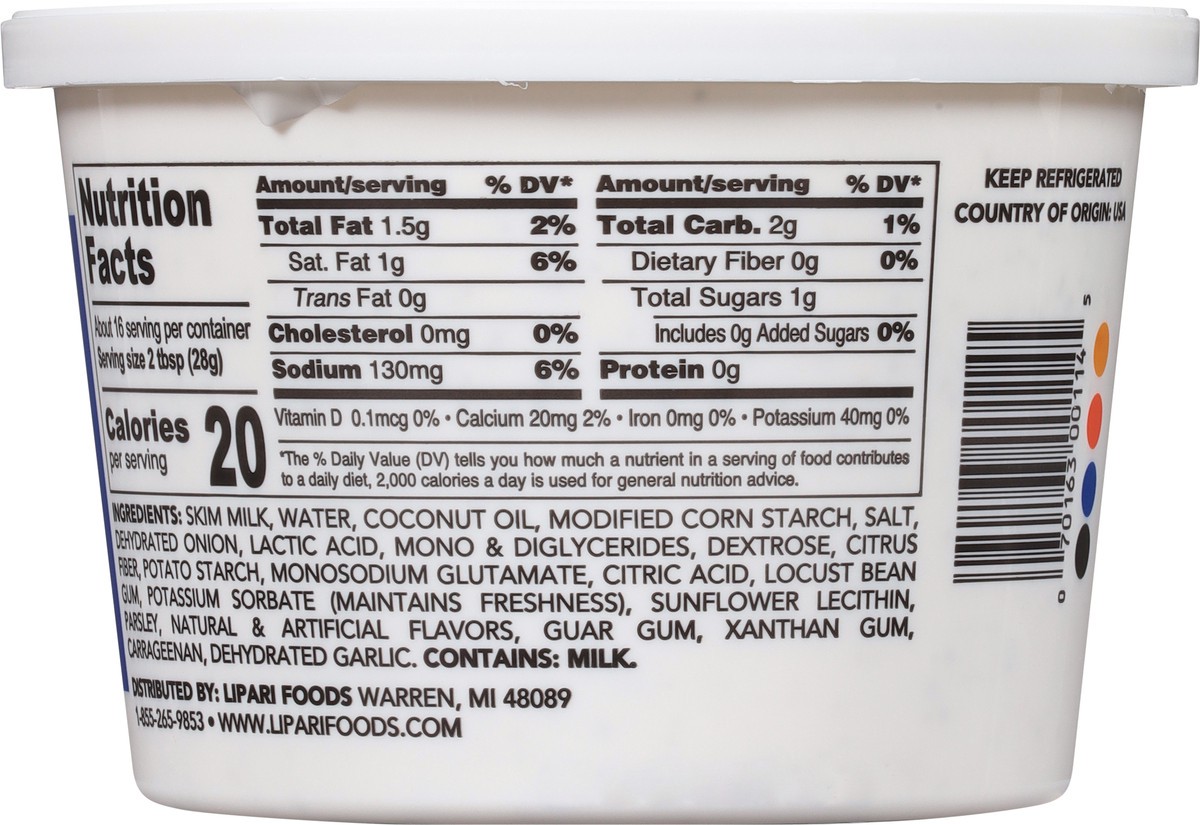 Nutrition
Facts
About 16 serving per container
Serving size 2 tbsp (28g)
Calories 20
per serving
Amount/serving % DV*
Total Fat 1.5g 2%
Sat. Fat 1g 6%
Trans Fat 0g
Cholesterol 0mg 0%
Sodium 130mg 6%
Amount/serving % DV*
Total Carb. 2g 1%
Dietary Fiber 0g 0%
Total Sugars 1g
Includes 0g Added Sugars 0%
Protein 0g
Vitamin D 0.1mcg 0% • Calcium 20mg 2% • Iron 0mg 0% • Potassium 40mg 0%
*The % Daily Value (DV) tells you how much a nutrient in a serving of food contributes
to a daily diet, 2,000 calories a day is used for general nutrition advice.
INGREDIENTS: SKIM MILK, WATER, COCONUT OIL, MODIFIED CORN STARCH, SALT,
DEHYDRATED ONION, LACTIC ACID, MONO & DIGLYCERIDES, DEXTROSE, CITRUS
FIBER, POTATO STARCH, MONOSODIUM GLUTAMATE, CITRIC ACID, LOCUST BEAN
GUM, POTASSIUM SORBATE (MAINTAINS FRESHNESS), SUNFLOWER LECITHIN,
PARSLEY, NATURAL & ARTIFICIAL FLAVORS, GUAR GUM, XANTHAN GUM,
CARRAGEENAN, DEHYDRATED GARLIC. CONTAINS: MILK.
DISTRIBUTED BY: LIPARI FOODS WARREN, MI 48089
1-855-265-9853 • WWW.LIPARIFOODS.COM
KEEP REFRIGERATED
COUNTRY OF ORIGIN: USA
0 70163 00114 5